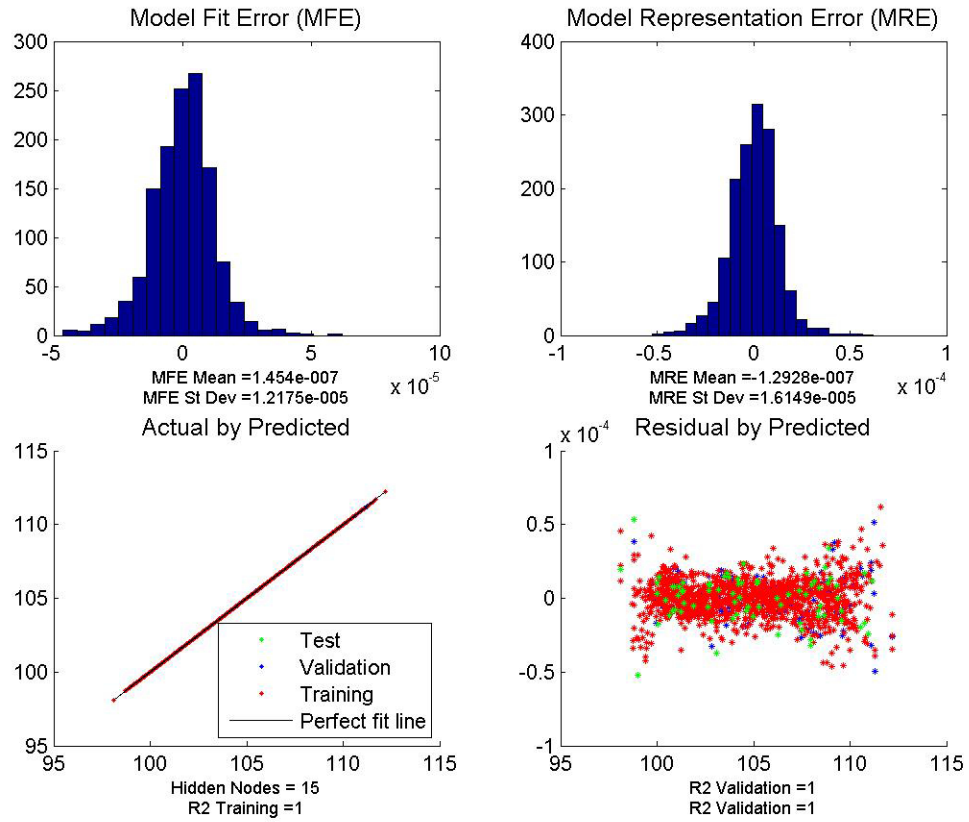 Model Fit Error (MFE)
300
250
200
150
100
50
0
-5
0
5
10
x 10-5
MFE Mean =1.454e-007
MFE St Dev =1.2175e-005
Model Representation Error (MRE)
400
300
200
100
0
-1
-0.5
0
0.5
1
x 10-4
MRE Mean =-1.2928e-007
MRE St Dev =1.6149e-005
Actual by Predicted
115
110
105
100
95
95
100
105
110
115
Test
Validation
Training
Perfect fit line
Hidden Nodes = 15
R2 Training =1
Residual by Predicted
x 10-4
1
0.5
0
-0.5
-1
95
100
105
110
115
R2 Validation =1
R2 Validation =1